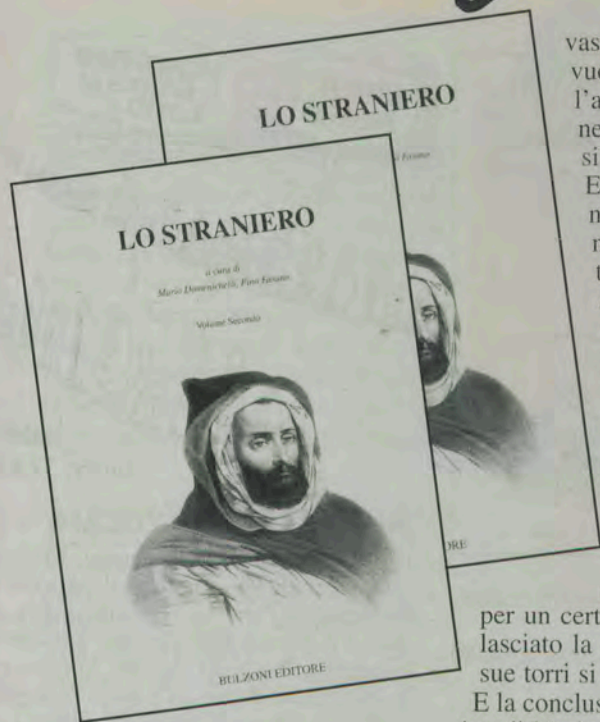 LO STRANIERO
LO STRANIERO
a cura di
Mario Domenichelli, Pino Fasano
Volume Secondo
BULZONI EDITORE
vas
vue
l'a
ne
si
E
n
n
t
per un cert
lasciato la
sue torri si
E la conclus